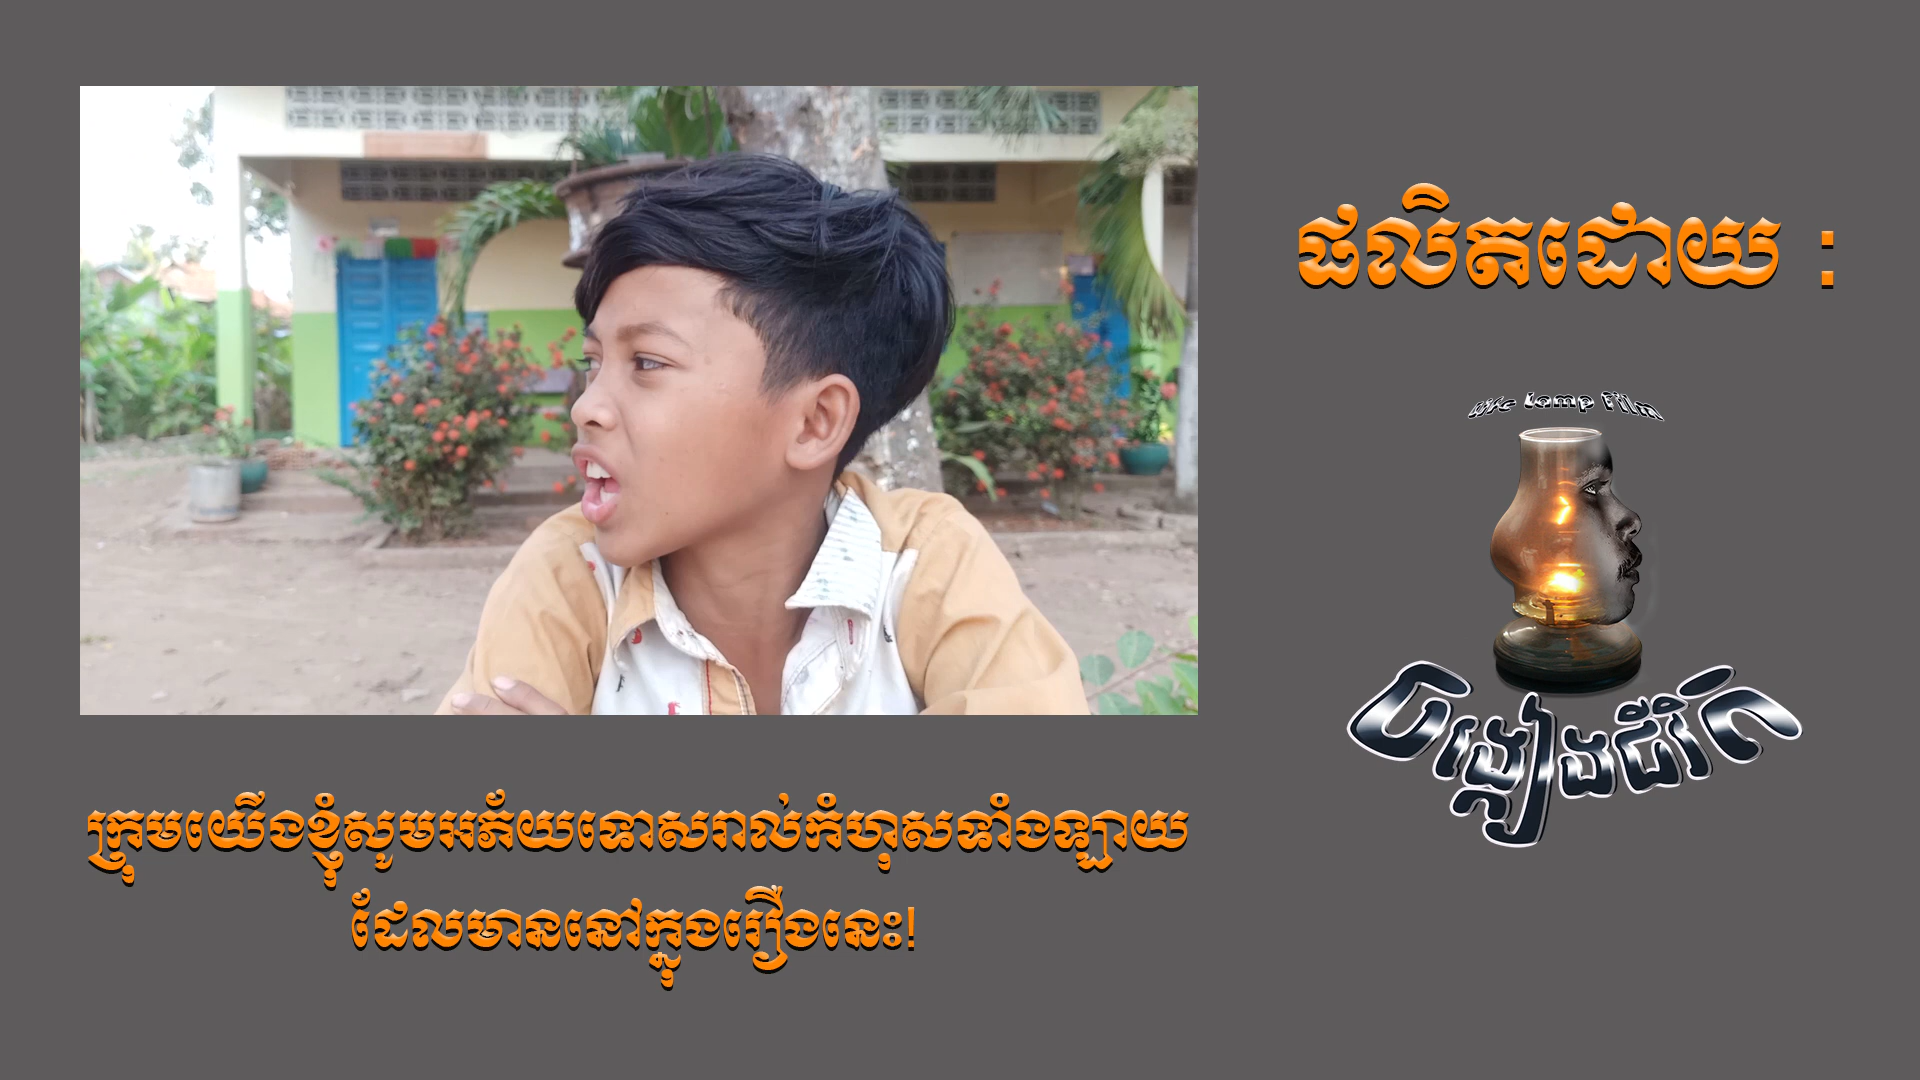 ផលិតដោយ :
Life Lamp Film
ចង្កៀងជីវិត
ក្រុមយើងខ្ញុំសូមអភ័យទោសរាល់កំហុសទាំងឡាយ
ដែលមាននៅក្នុងរឿងនេះ!